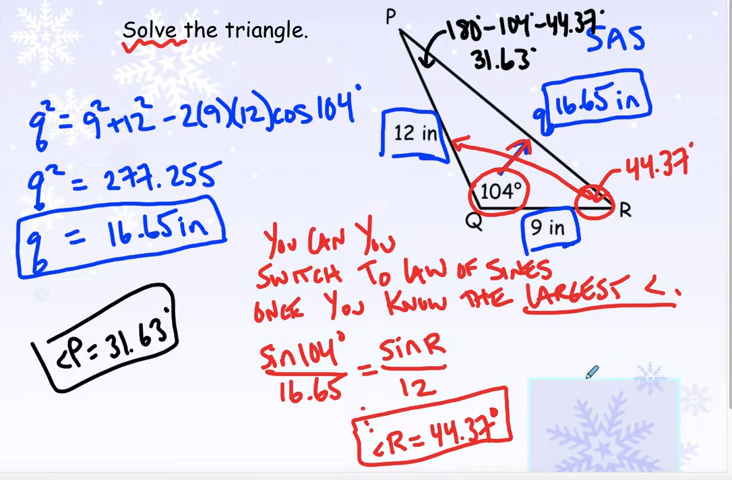 Solve the triangle.
P
180° - 104° - 44.37°
31.63°
SAS
q² = 9² + 12² - 2(9)(12) cos 104°
q 16.65 in
12 in
q² = 277.255
44.37°
104°
Q
R
9 in
q = 16.65 in
YOU CAN YOU
SWITCH TO LAW OF SINES
ONCE YOU KNOW THE LARGEST <.
<P = 31.63°
sin 104° / 16.65 = sin R / 12
∴ <R = 44.37°